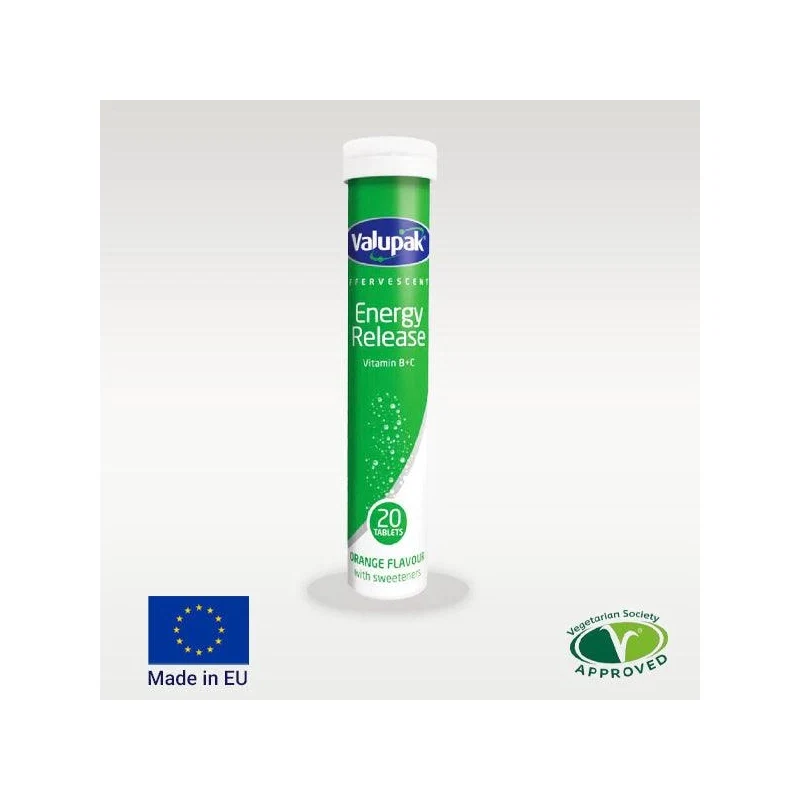 Valupak
EFFERVESCENT
Energy
Release
Vitamin B+C
20
TABLETS
ORANGE FLAVOUR
with sweeteners
Made in EU
Vegetarian Society
APPROVED